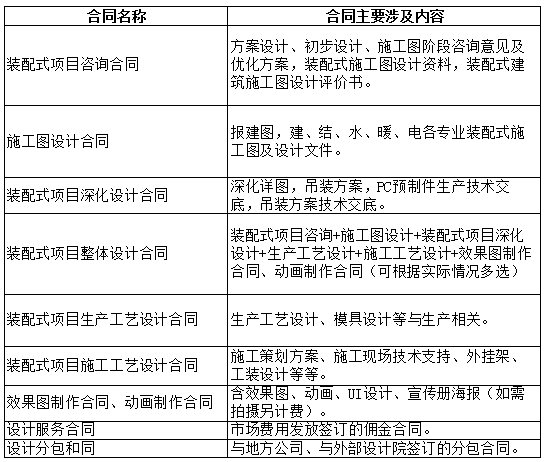 合同名称
合同主要涉及内容
装配式项目咨询合同
方案设计、初步设计、施工图阶段咨询意见及
优化方案，装配式施工图设计资料，装配式建
筑施工图设计评价书。
施工图设计合同
报建图，建、结、水、暖、电各专业装配式施
工图及设计文件。
装配式项目深化设计合同
深化详图，吊装方案，PC预制件生产技术交
底，吊装方案技术交底。
装配式项目整体设计合同
装配式项目咨询+施工图设计+装配式项目深化
设计+生产工艺设计+施工工艺设计+效果图制作
合同、动画制作合同（可根据实际情况多选）
装配式项目生产工艺设计合同
生产工艺设计、模具设计等与生产相关。
装配式项目施工工艺设计合同
施工策划方案、施工现场技术支持、外挂架、
工装设计等等。
效果图制作合同、动画制作合同
含效果图、动画、UI设计、宣传册海报（如需
拍摄另计费）。
设计服务合同
市场费用发放签订的佣金合同。
设计分包和同
与地方公司、与外部设计院签订的分包合同。